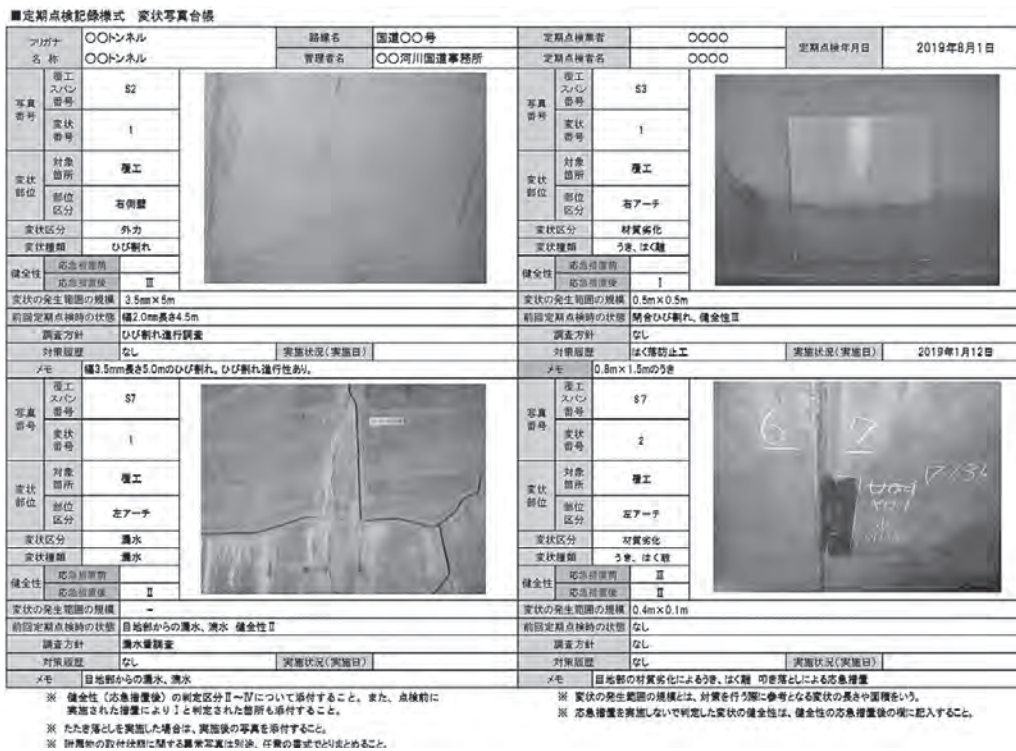 ■定期点検記録様式 変状写真台帳
フリガナ 〇〇トンネル 路線名 国道〇〇号 定期点検業者 〇〇〇〇 定期点検年月日 2019年8月1日
名 称 〇〇トンネル 管理者名 〇〇河川国道事務所 定期点検者名 〇〇〇〇
写真番号 覆工スパン番号 S2
変状番号 1
変状部位 対象箇所 覆工
部位区分 右側壁
変状区分 外力
変状種類 ひび割れ
健全性 応急措置前
応急措置後 Ⅲ
変状の発生範囲の規模 3.5mm×5m
前回定期点検時の状態 幅2.0mm長さ4.5m
調査方針 ひび割れ進行調査
対策履歴 なし 実施状況(実施日)
メモ 幅3.5mm長さ5.0mのひび割れ。ひび割れ進行性あり。
写真番号 覆工スパン番号 S3
変状番号 1
変状部位 対象箇所 覆工
部位区分 右アーチ
変状区分 材質劣化
変状種類 うき、はく離
健全性 応急措置前
応急措置後 Ⅰ
変状の発生範囲の規模 0.5m×0.5m
前回定期点検時の状態 閉合ひび割れ、健全性Ⅲ
調査方針 なし
対策履歴 はく落防止工 実施状況(実施日) 2019年1月12日
メモ 0.8m×1.5mのうき
写真番号 覆工スパン番号 S7
変状番号 1
変状部位 対象箇所 覆工
部位区分 左アーチ
変状区分 漏水
変状種類 漏水
健全性 応急措置前
応急措置後 Ⅱ
変状の発生範囲の規模 -
前回定期点検時の状態 目地部からの漏水、滴水 健全性Ⅱ
調査方針 漏水量調査
対策履歴 なし 実施状況(実施日)
メモ 目地部からの漏水、滴水
写真番号 覆工スパン番号 S7
変状番号 2
変状部位 対象箇所 覆工
部位区分 左アーチ
変状区分 材質劣化
変状種類 うき、はく離
健全性 応急措置前 Ⅲ
応急措置後 Ⅱ
変状の発生範囲の規模 0.4m×0.1m
前回定期点検時の状態 なし
調査方針 なし
対策履歴 なし 実施状況(実施日)
メモ 目地部の材質劣化によるうき、はく離 叩き落としによる応急措置
6 7
※ 健全性(応急措置後)の判定区分Ⅱ～Ⅳについて添付すること。また、点検前に
実施された措置によりⅠと判定された箇所も添付すること。
※ たたき落としを実施した場合は、実施後の写真を添付すること。
※ 附属物の取付状態に関する異常写真は別途、任意の書式でとりまとめること。
※ 変状の発生範囲の規模とは、対策を行う際に参考となる変状の長さや面積をいう。
※ 応急措置を実施しないで判定した変状の健全性は、健全性の応急措置後の欄に記入すること。